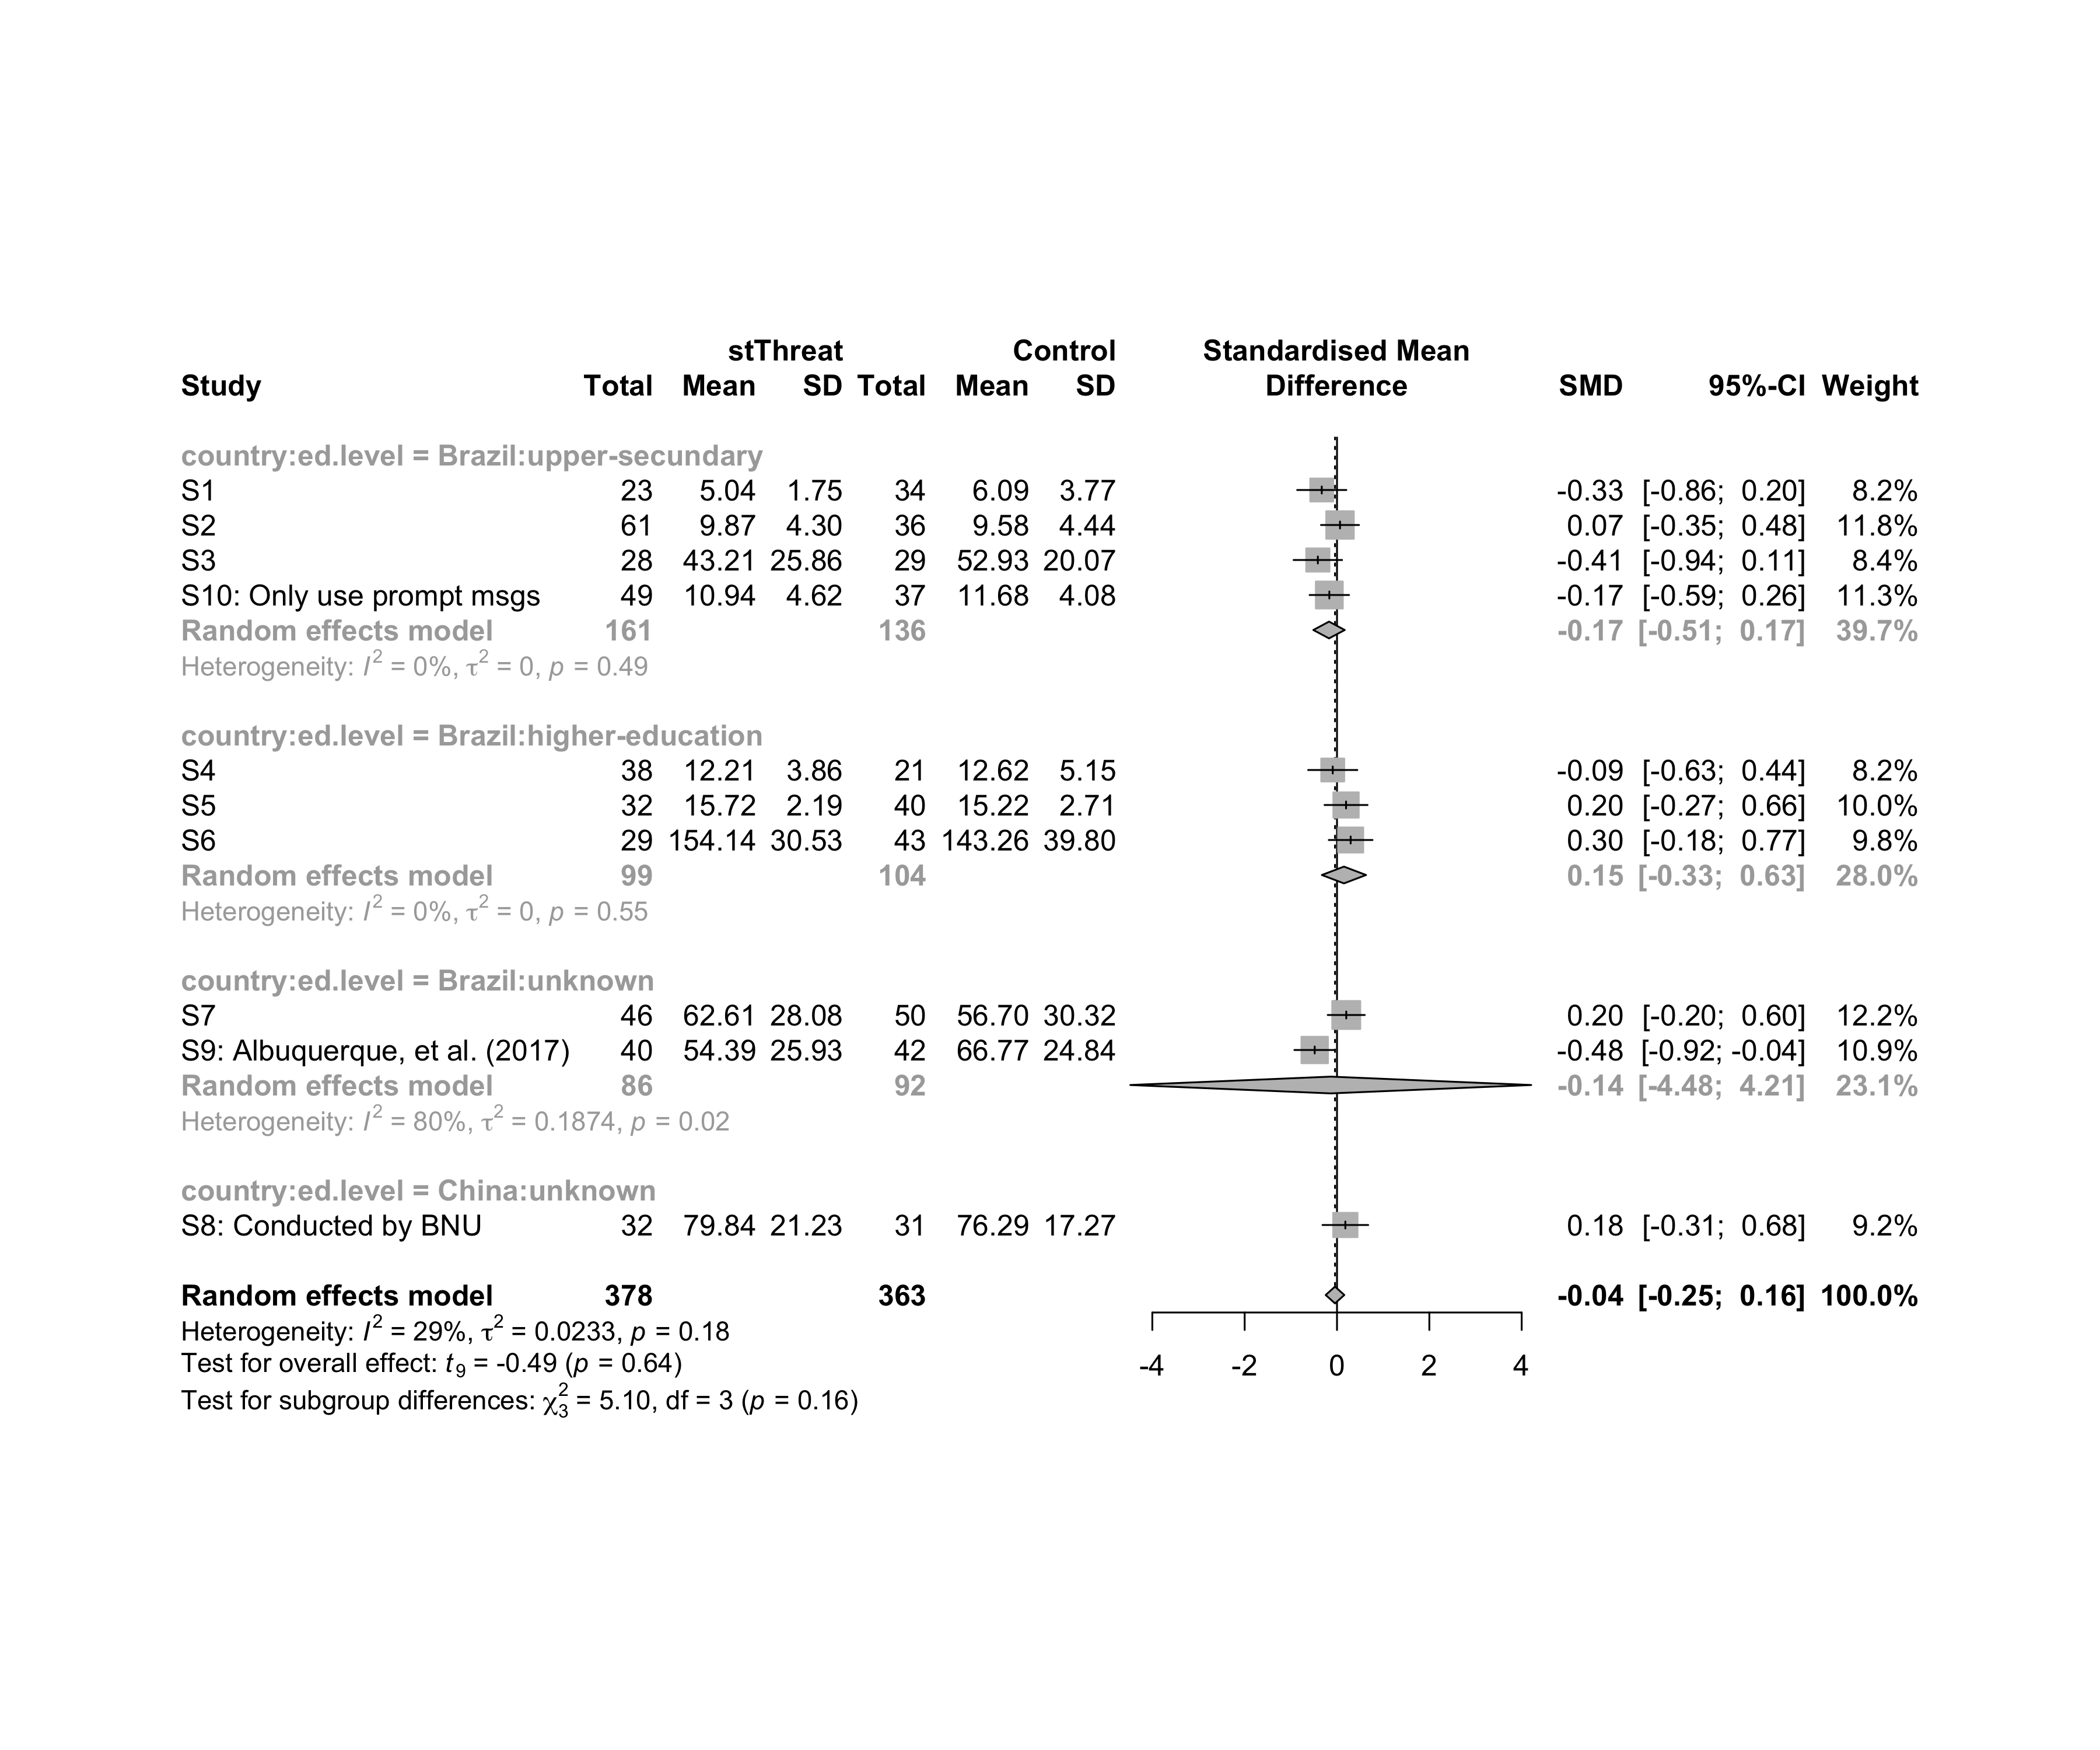 stThreat Control Standardised Mean
Study Total Mean SD Total Mean SD Difference SMD 95%-CI Weight
country:ed.level = Brazil:upper-secundary
S1 23 5.04 1.75 34 6.09 3.77 -0.33 [-0.86; 0.20] 8.2%
S2 61 9.87 4.30 36 9.58 4.44 0.07 [-0.35; 0.48] 11.8%
S3 28 43.21 25.86 29 52.93 20.07 -0.41 [-0.94; 0.11] 8.4%
S10: Only use prompt msgs 49 10.94 4.62 37 11.68 4.08 -0.17 [-0.59; 0.26] 11.3%
Random effects model 161 136 -0.17 [-0.51; 0.17] 39.7%
Heterogeneity: I² = 0%, τ² = 0, p = 0.49
country:ed.level = Brazil:higher-education
S4 38 12.21 3.86 21 12.62 5.15 -0.09 [-0.63; 0.44] 8.2%
S5 32 15.72 2.19 40 15.22 2.71 0.20 [-0.27; 0.66] 10.0%
S6 29 154.14 30.53 43 143.26 39.80 0.30 [-0.18; 0.77] 9.8%
Random effects model 99 104 0.15 [-0.33; 0.63] 28.0%
Heterogeneity: I² = 0%, τ² = 0, p = 0.55
country:ed.level = Brazil:unknown
S7 46 62.61 28.08 50 56.70 30.32 0.20 [-0.20; 0.60] 12.2%
S9: Albuquerque, et al. (2017) 40 54.39 25.93 42 66.77 24.84 -0.48 [-0.92; -0.04] 10.9%
Random effects model 86 92 -0.14 [-4.48; 4.21] 23.1%
Heterogeneity: I² = 80%, τ² = 0.1874, p = 0.02
country:ed.level = China:unknown
S8: Conducted by BNU 32 79.84 21.23 31 76.29 17.27 0.18 [-0.31; 0.68] 9.2%
Random effects model 378 363 -0.04 [-0.25; 0.16] 100.0%
Heterogeneity: I² = 29%, τ² = 0.0233, p = 0.18
Test for overall effect: t₉ = -0.49 (p = 0.64)
-4 -2 0 2 4
Test for subgroup differences: χ²₃ = 5.10, df = 3 (p = 0.16)